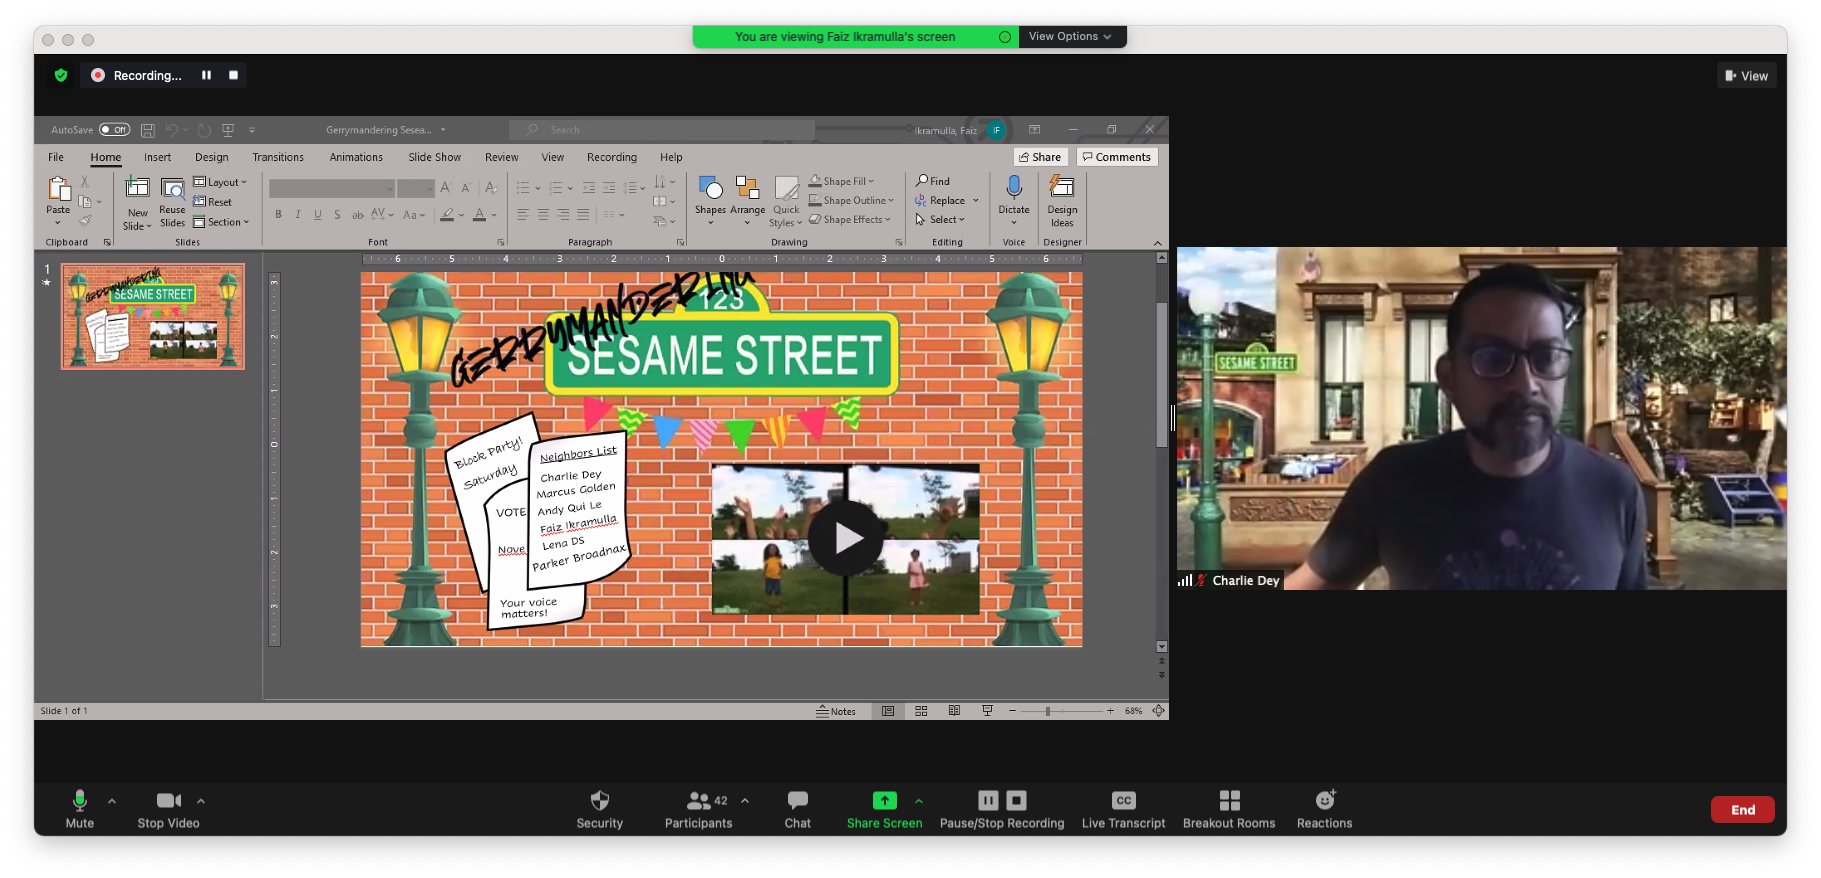 You are viewing Faiz Ikramulla's screen
View Options
Recording...
View
AutoSave Off
Gerrymandering Sesea...
Search
Ikramulla, Faiz
IF
File Home Insert Design Transitions Animations Slide Show Review View Recording Help
Share Comments
Paste
New Slide
Reuse Slides
Layout
Reset
Section
Shapes
Arrange
Quick Styles
Shape Fill
Shape Outline
Shape Effects
Find
Replace
Select
Dictate
Design Ideas
Clipboard Slides Font Paragraph Drawing Editing Voice Designer
1
GERRYMANDERING
SESAME STREET
GERRYMANDERING
123
SESAME STREET
Block Party!
Saturday
VOTE
Nove
Your voice
matters!
Neighbors List
Charlie Dey
Marcus Golden
Andy Qui Le
Faiz Ikramulla
Lena DS
Parker Broadnax
SESAME STREET
Charlie Dey
Slide 1 of 1
Notes
68%
Mute
Stop Video
Security
Participants
42
Chat
Share Screen
Pause/Stop Recording
CC
Live Transcript
Breakout Rooms
Reactions
End